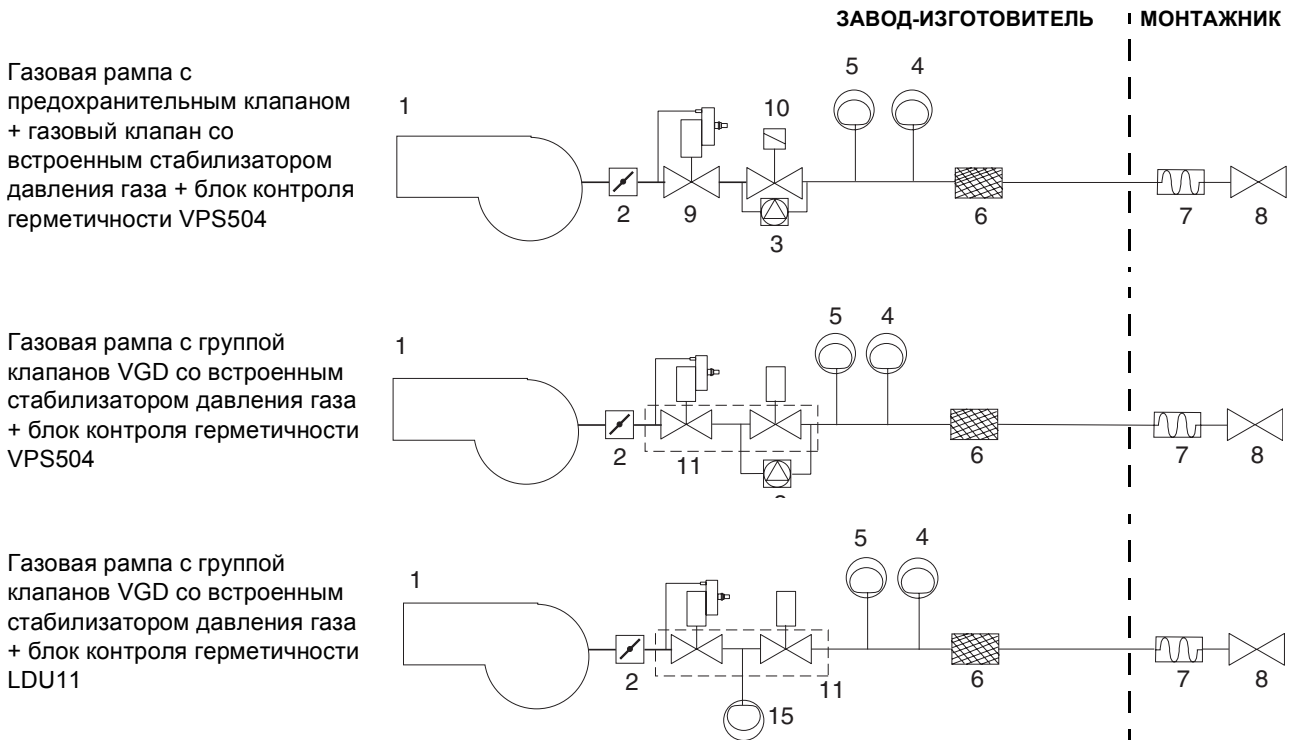 ЗАВОД-ИЗГОТОВИТЕЛЬ МОНТАЖНИК
Газовая рампа с
предохранительным клапаном
+ газовый клапан со
встроенным стабилизатором
давления газа + блок контроля
герметичности VPS504
1
5 4
10
2 9 3 6 7 8
Газовая рампа с группой
клапанов VGD со встроенным
стабилизатором давления газа
+ блок контроля герметичности
VPS504
1
5 4
2 11 6 7 8
Газовая рампа с группой
клапанов VGD со встроенным
стабилизатором давления газа
+ блок контроля герметичности
LDU11
1
5 4
2 11 6 7 8
15